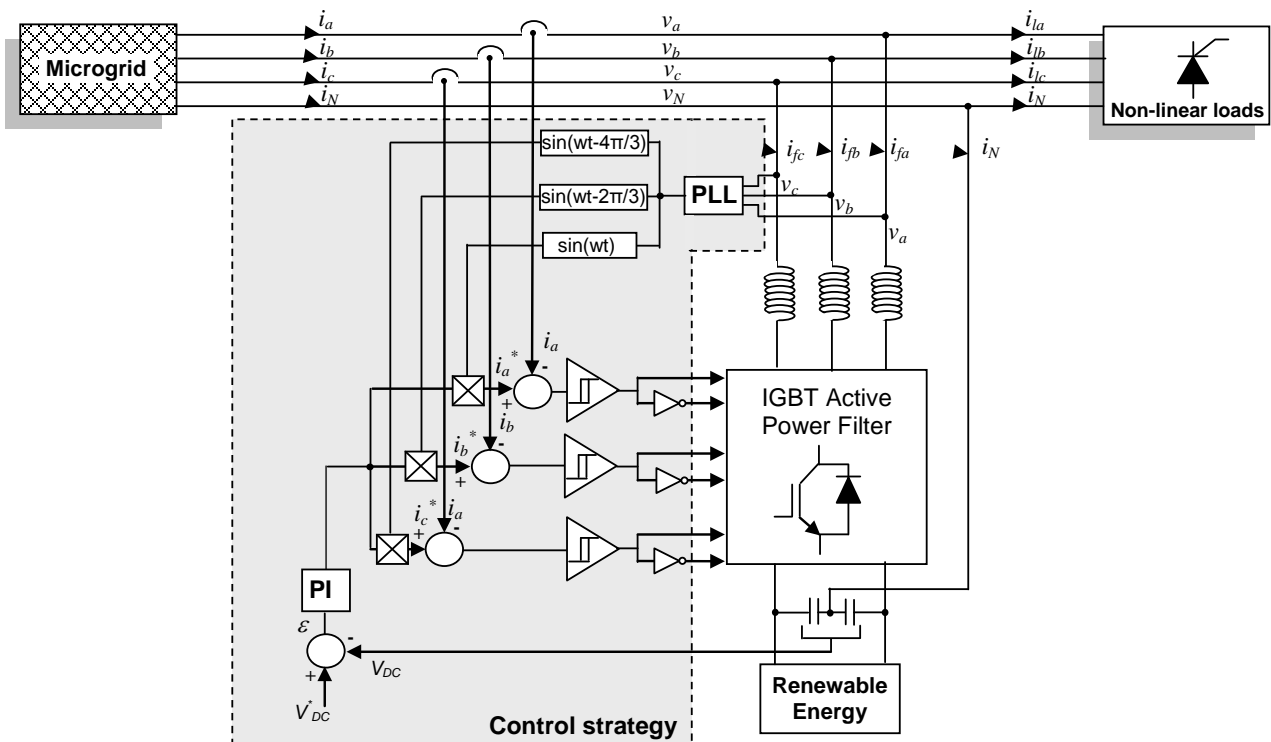 i_a v_a i_la
i_b v_b i_lb
Microgrid
i_c v_c i_lc
i_N v_N i_N
Non-linear loads
sin(wt-4π/3)
i_fc i_fb i_fa i_N
sin(wt-2π/3)
PLL
v_c
v_b
sin(wt)
v_a
i_a
i_a* -
+
i_b
IGBT Active
Power Filter
i_b* -
+
i_c* i_a
+ -
PI
ε
-
+
V_DC
V*_DC
Renewable
Energy
Control strategy